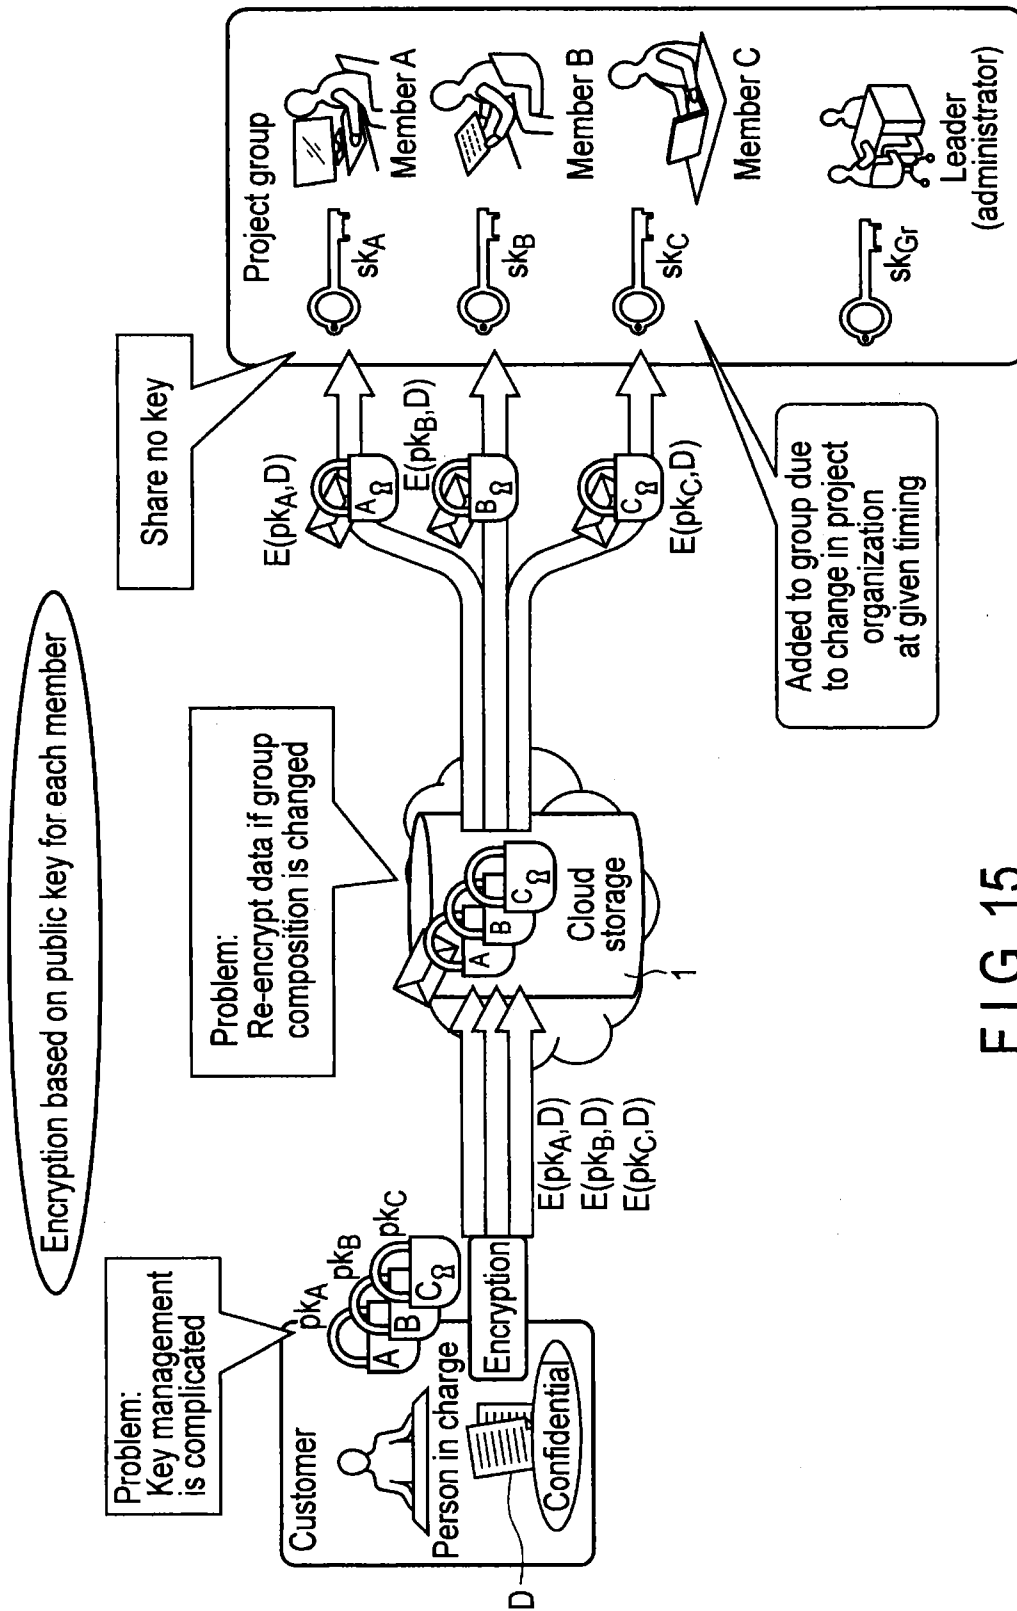 Encryption based on public key for each member
Problem:
Key management
is complicated
Problem:
Re-encrypt data if group
composition is changed
Share no key
Customer
Person in charge
Confidential
D
pkA
pkB
pkC
A
B
C
Encryption
E(pkA,D)
E(pkB,D)
E(pkC,D)
A
B
C
Cloud
storage
1
E(pkA,D)
A
E(pkB,D)
B
C
E(pkC,D)
Project group
skA
Member A
skB
Member B
skC
Member C
skGr
Leader
(administrator)
Added to group due
to change in project
organization
at given timing
FIG. 15